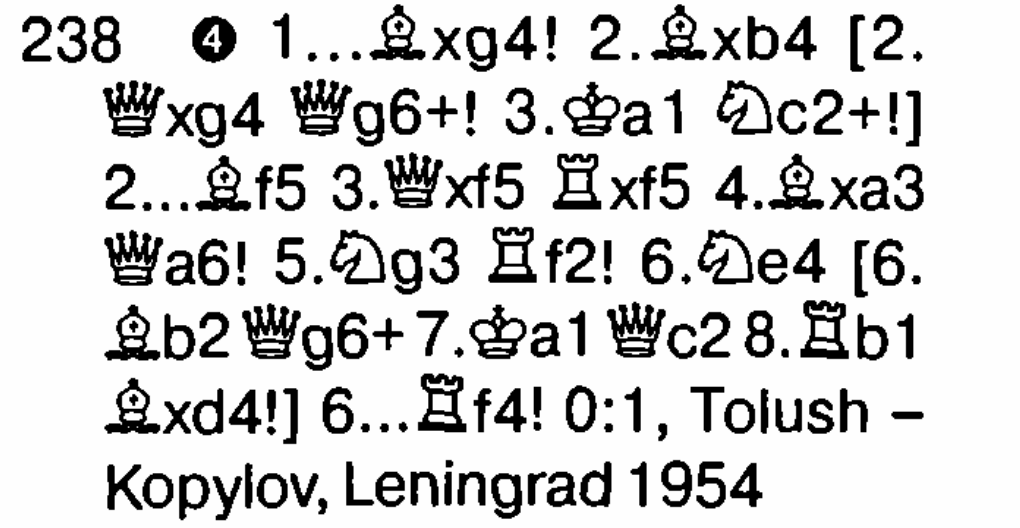 238 ❹ 1...♗xg4! 2.♗xb4 [2.
♕xg4 ♕g6+! 3.♔a1 ♘c2+!]
2...♗f5 3.♕xf5 ♖xf5 4.♗xa3
♕a6! 5.♘g3 ♖f2! 6.♘e4 [6.
♗b2 ♕g6+ 7.♔a1 ♕c2 8.♖b1
♗xd4!] 6...♖f4! 0:1, Tolush –
Kopylov, Leningrad 1954